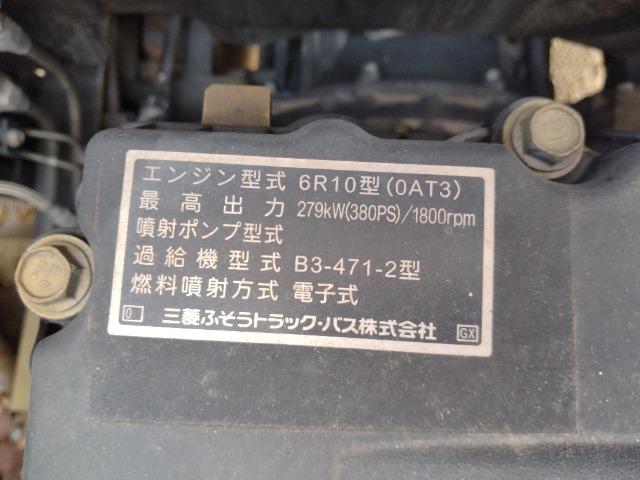 エンジン型式 6R10型(0AT3)
最高出力 279kW(380PS)/1800rpm
噴射ポンプ型式
過給機型式 B3-471-2型
燃料噴射方式 電子式
0 三菱ふそうトラック・バス株式会社 GX